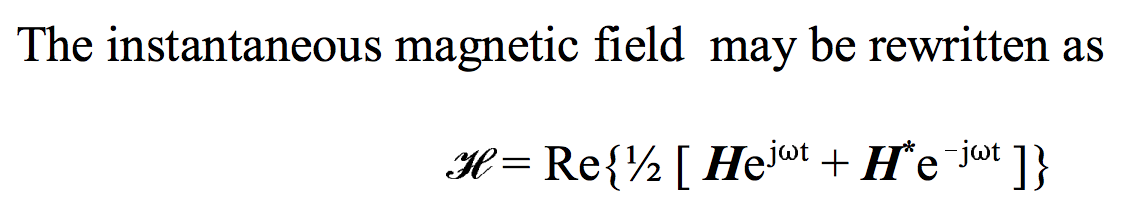 The instantaneous magnetic field may be rewritten as
ℋ = Re{½ [ He^{jωt} + H^{*}e^{-jωt} ]}